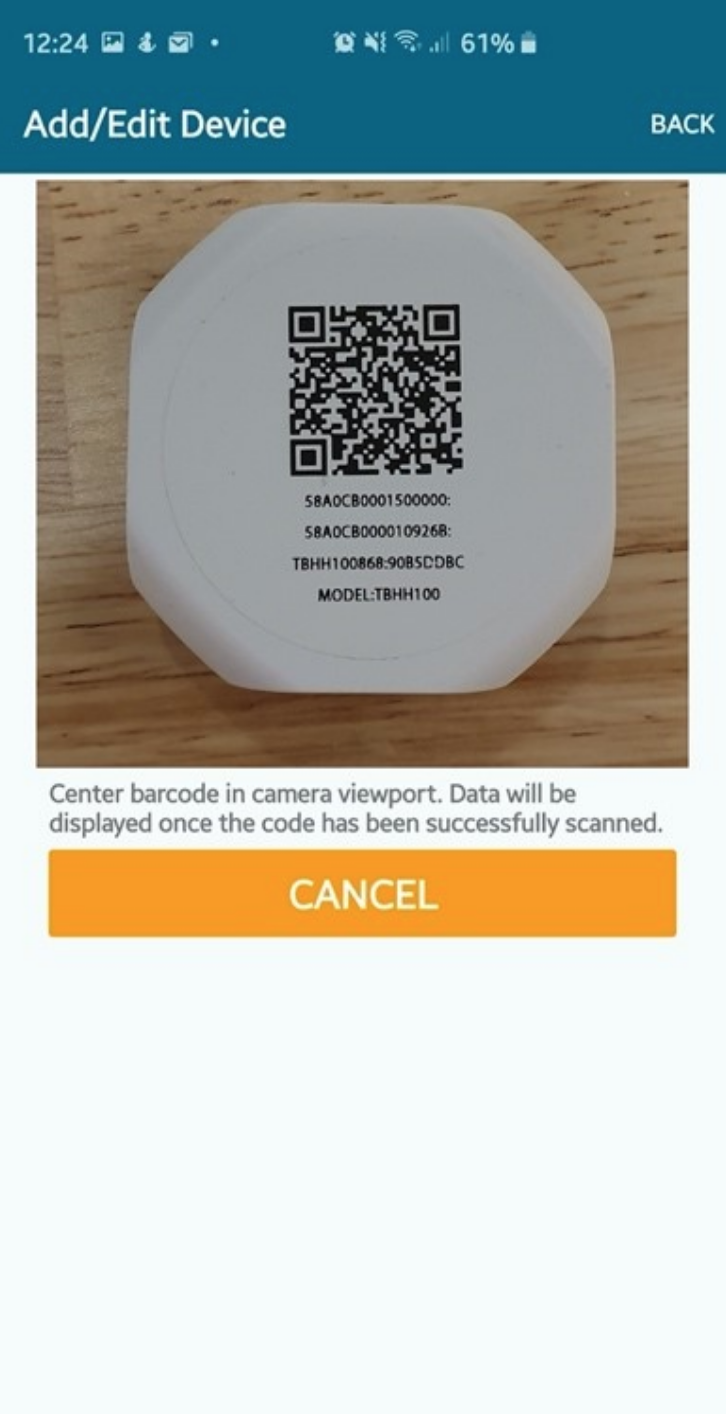 12:24
61%
Add/Edit Device
BACK
58A0CB0001500000:
58A0CB000010926B:
TBHH100868:90B5DDBC
MODEL:TBHH100
Center barcode in camera viewport. Data will be
displayed once the code has been successfully scanned.
CANCEL